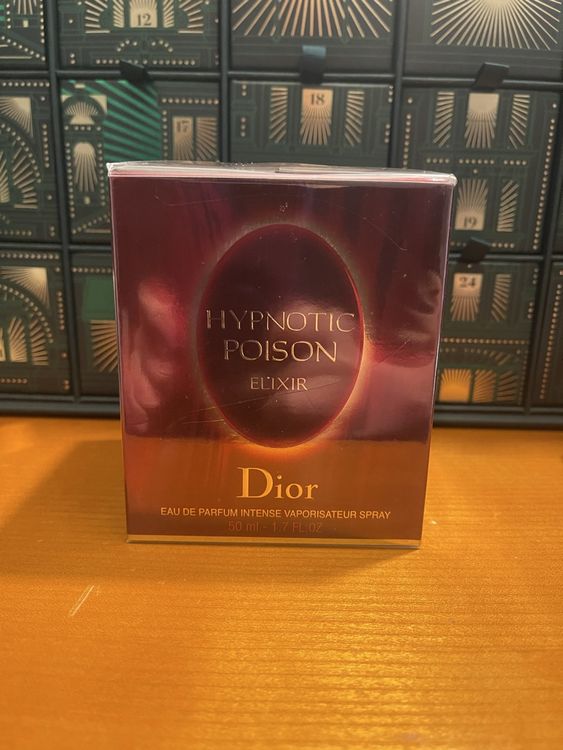 12
17
18
19
24
HYPNOTIC
POISON
ELIXIR
Dior
EAU DE PARFUM INTENSE VAPORISATEUR SPRAY
50 ml - 1.7 FL OZ